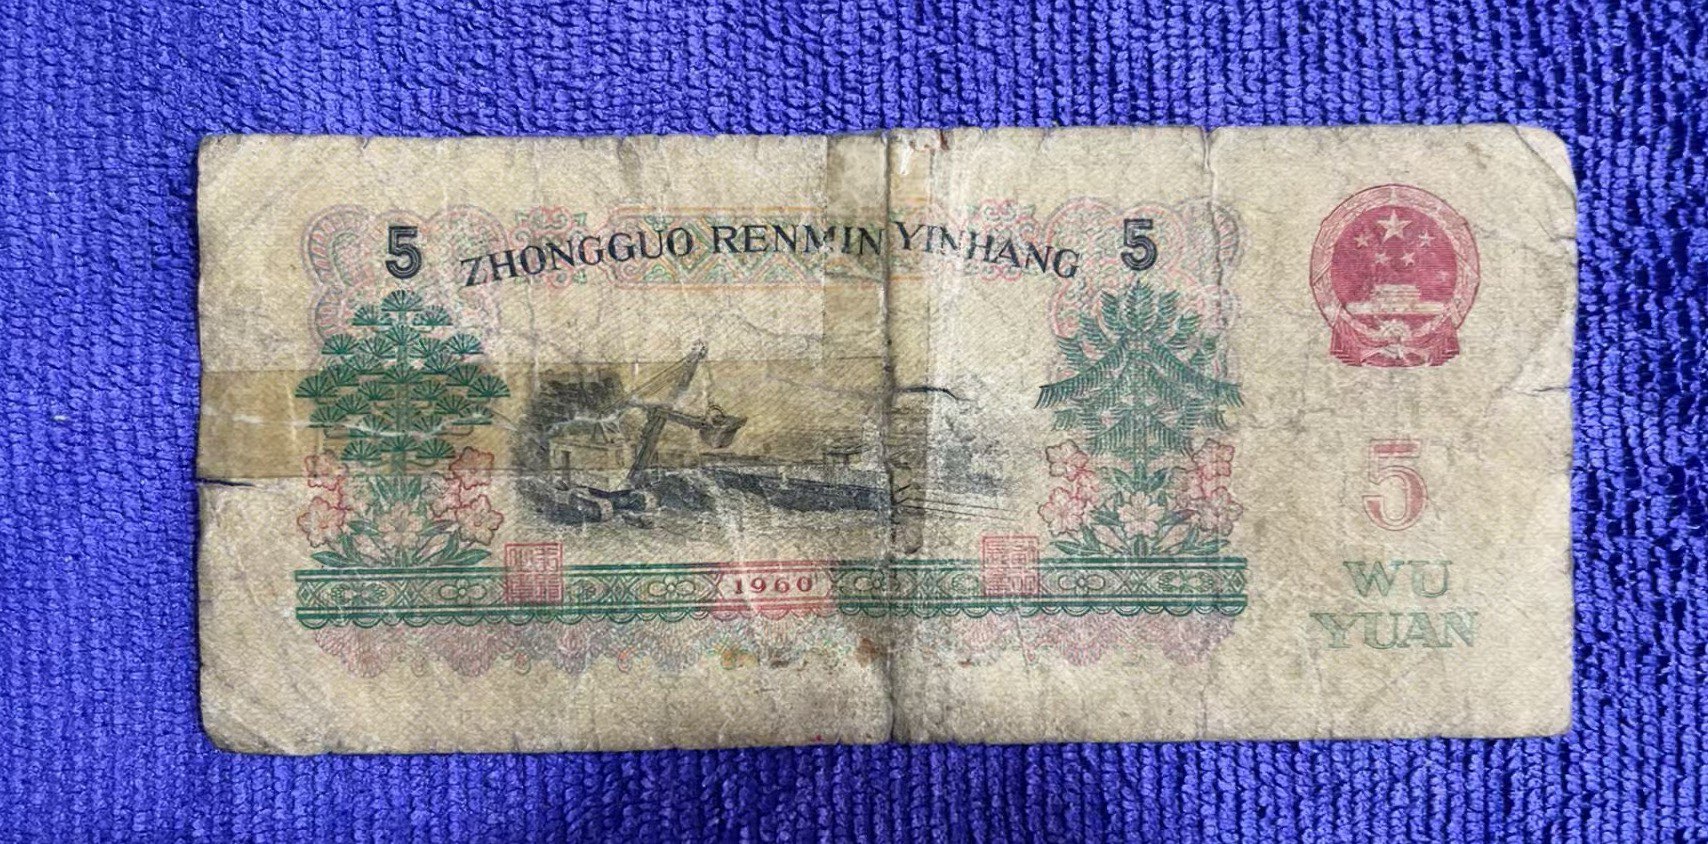 5 ZHONGGUO RENMIN YINHANG 5
5
1960
WU
YUAN